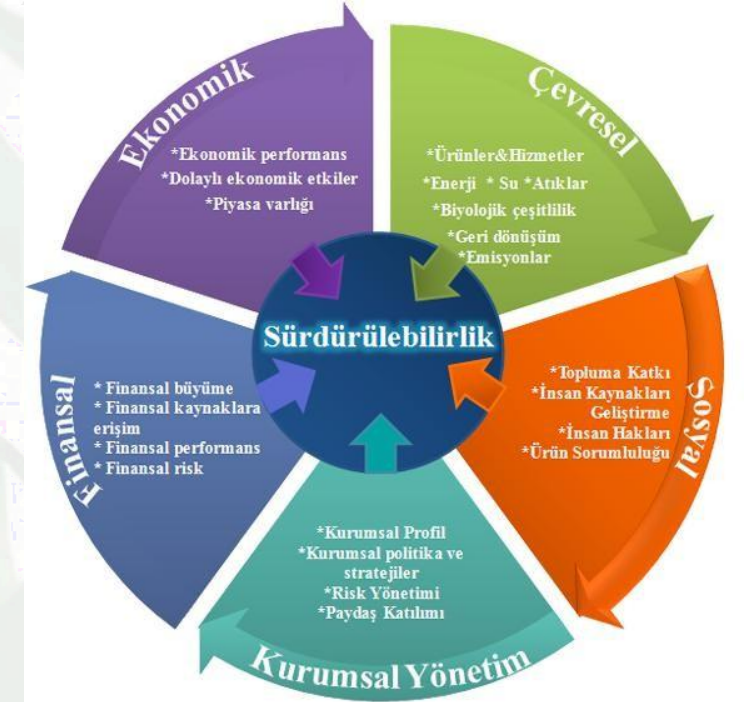 Ekonomik
*Ekonomik performans
*Dolaylı ekonomik etkiler
*Piyasa varlığı
Çevresel
*Ürünler&Hizmetler
*Enerji * Su *Atıklar
*Biyolojik çeşitlilik
*Geri dönüşüm
*Emisyonlar
Sürdürülebilirlik
Sosyal
*Topluma Katkı
*İnsan Kaynakları
Geliştirme
*İnsan Hakları
*Ürün Sorumluluğu
Kurumsal Yönetim
*Kurumsal Profil
*Kurumsal politika ve
stratejiler
*Risk Yönetimi
*Paydaş Katılımı
Finansal
* Finansal büyüme
* Finansal kaynaklara
erişim
* Finansal performans
* Finansal risk